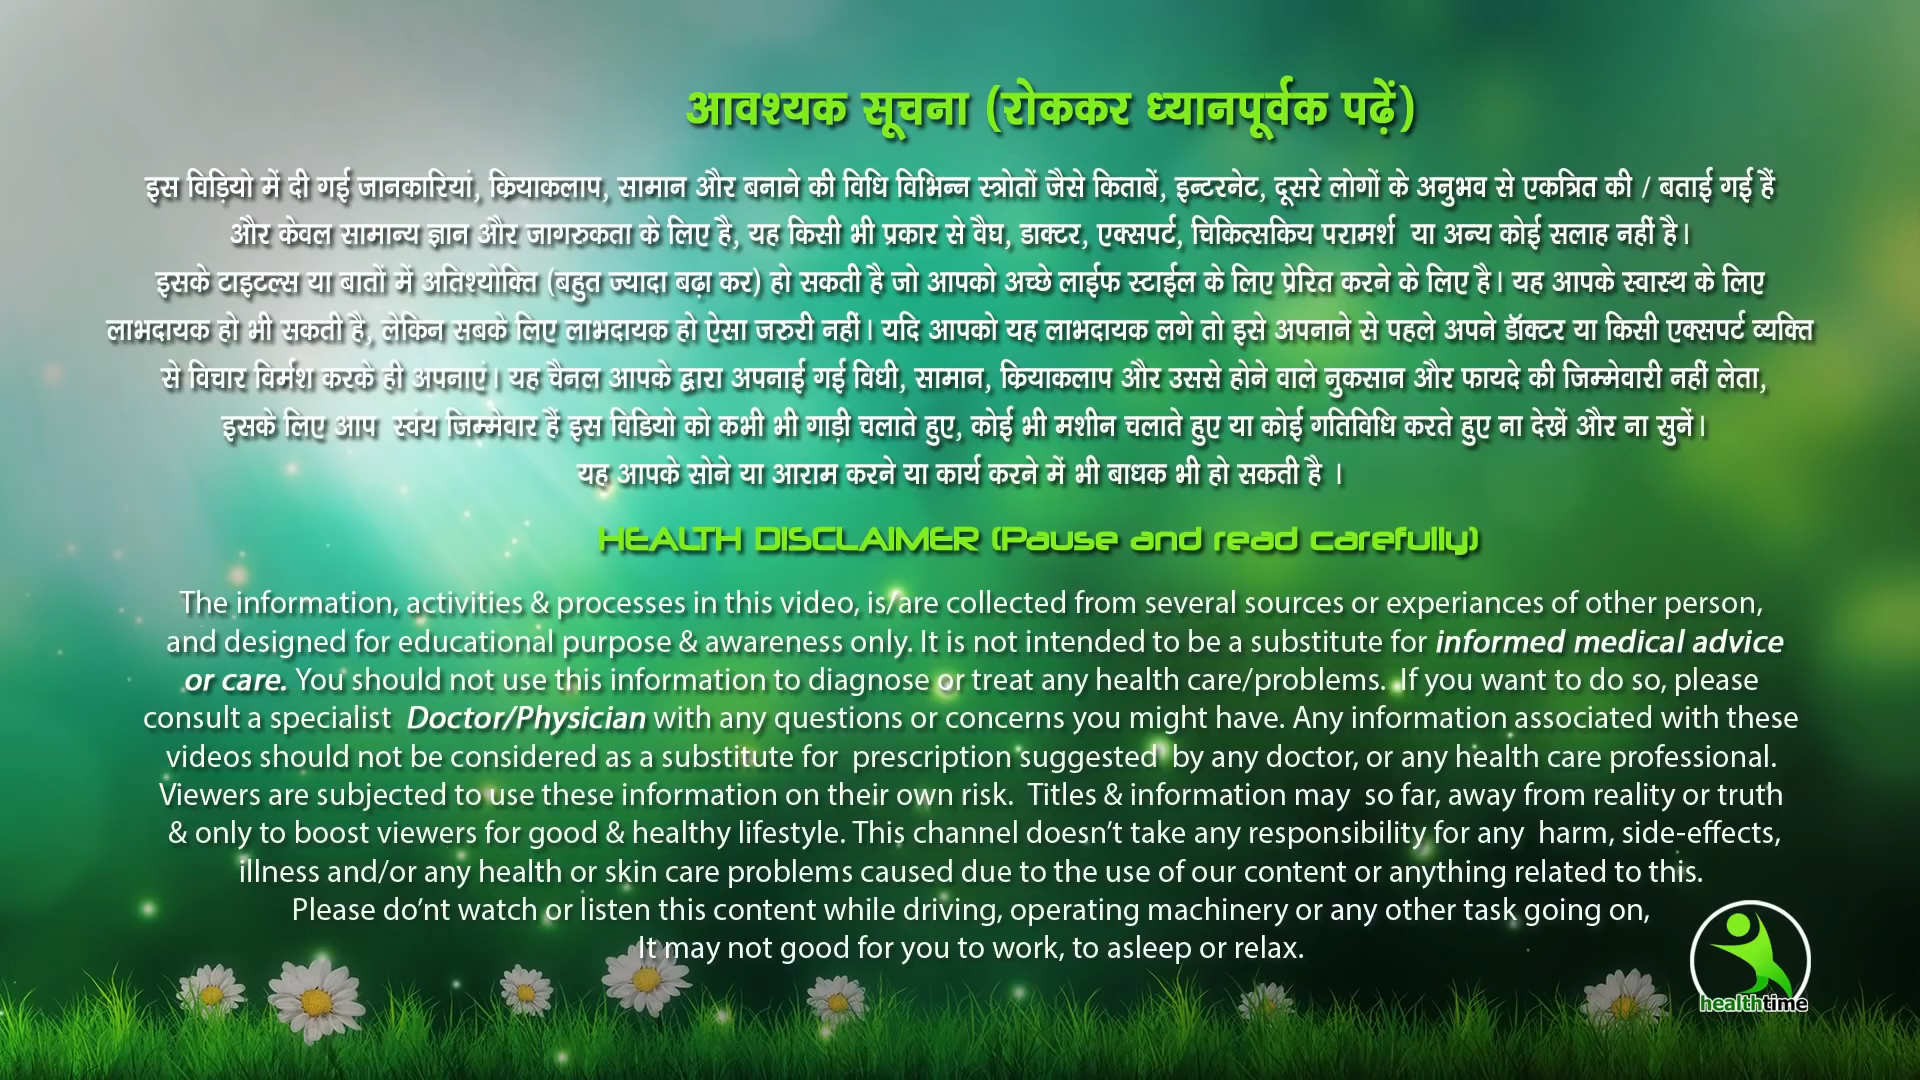 आवश्यक सूचना (रोककर ध्यानपूर्वक पढ़ें)
इस विड़ियो में दी गई जानकारियां, क्रियाकलाप, सामान और बनाने की विधि विभिन्न स्त्रोतों जैसे किताबें, इन्टरनेट, दूसरे लोगों के अनुभव से एकत्रित की / बताई गई हैं
और केवल सामान्य ज्ञान और जागरुकता के लिए है, यह किसी भी प्रकार से वैघ, डाक्टर, एक्सपर्ट, चिकित्सकिय परामर्श या अन्य कोई सलाह नहीं है।
इसके टाइटल्स या बातों में अतिश्योक्ति (बहुत ज्यादा बढ़ा कर) हो सकती है जो आपको अच्छे लाईफ स्टाईल के लिए प्रेरित करने के लिए है। यह आपके स्वास्थ के लिए
लाभदायक हो भी सकती है, लेकिन सबके लिए लाभदायक हो ऐसा जरुरी नहीं। यदि आपको यह लाभदायक लगे तो इसे अपनाने से पहले अपने डॉक्टर या किसी एक्सपर्ट व्यक्ति
से विचार विर्मश करके ही अपनाएं। यह चैनल आपके द्वारा अपनाई गई विधी, सामान, क्रियाकलाप और उससे होने वाले नुकसान और फायदे की जिम्मेवारी नहीं लेता,
इसके लिए आप स्वंय जिम्मेवार हैं इस विडियो को कभी भी गाड़ी चलाते हुए, कोई भी मशीन चलाते हुए या कोई गतिविधि करते हुए ना देखें और ना सुनें।
यह आपके सोने या आराम करने या कार्य करने में भी बाधक भी हो सकती है ।
HEALTH DISCLAIMER (Pause and read carefully)
The information, activities & processes in this video, is/are collected from several sources or experiances of other person,
and designed for educational purpose & awareness only. It is not intended to be a substitute for informed medical advice
or care. You should not use this information to diagnose or treat any health care/problems. If you want to do so, please
consult a specialist Doctor/Physician with any questions or concerns you might have. Any information associated with these
videos should not be considered as a substitute for prescription suggested by any doctor, or any health care professional.
Viewers are subjected to use these information on their own risk. Titles & information may so far, away from reality or truth
& only to boost viewers for good & healthy lifestyle. This channel doesn't take any responsibility for any harm, side-effects,
illness and/or any health or skin care problems caused due to the use of our content or anything related to this.
Please do'nt watch or listen this content while driving, operating machinery or any other task going on,
It may not good for you to work, to asleep or relax.
healthtime